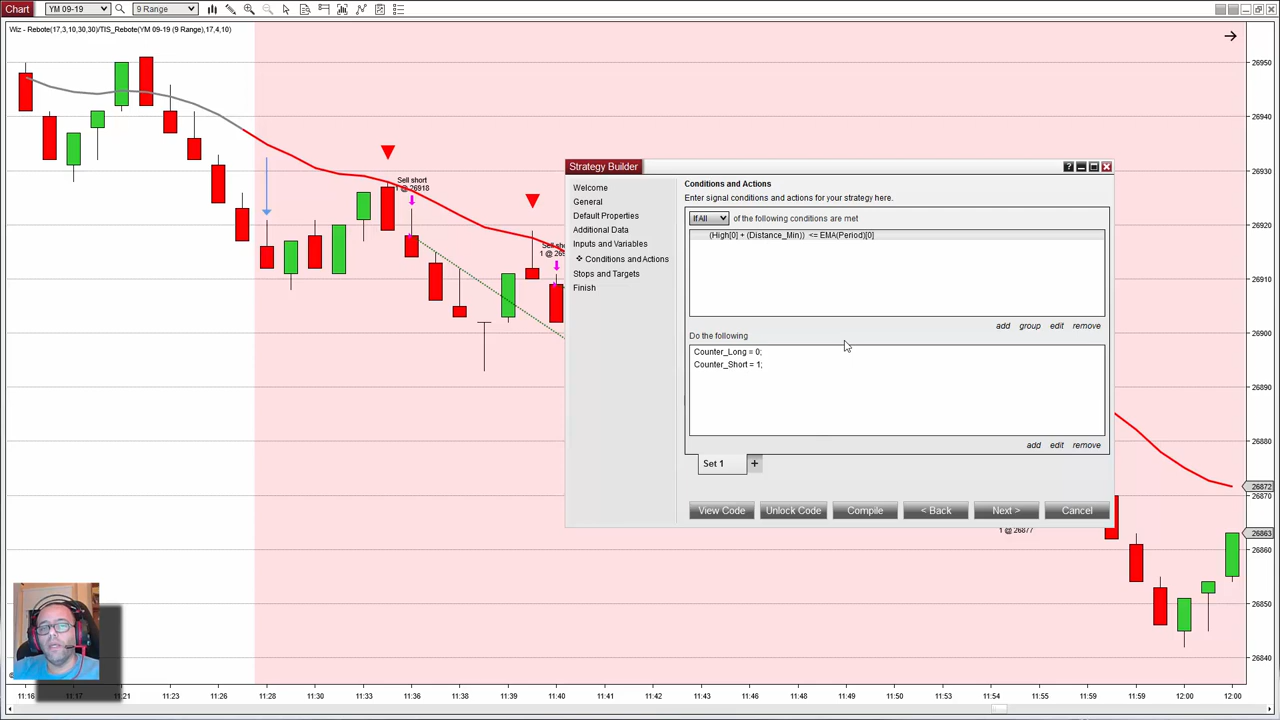 Chart YM 09-19 9 Range
Wiz - Rebote(17,3,10,30,30)/TIS_Rebote(YM 09-19 (9 Range),17,4,10)
26950
26940
26930
26920
26910
26900
26890
26880
26872
26870
26863
26860
26850
26840
Sell short
1 @ 26918
Strategy Builder
Welcome
General
Default Properties
Additional Data
Inputs and Variables
Conditions and Actions
Stops and Targets
Finish
Conditions and Actions
Enter signal conditions and actions for your strategy here.
If All of the following conditions are met
(High[0] + (Distance_Min)) <= EMA(Period)[0]
add group edit remove
Do the following
Counter_Long = 0;
Counter_Short = 1;
add edit remove
Set 1 +
View Code Unlock Code Compile < Back Next > Cancel
1 @ 26877
11:16 11:17 11:21 11:23 11:26 11:28 11:33 11:36 11:38 11:39 11:40 11:42 11:43 11:44 11:46 11:48 11:49 11:50 11:52 11:54 11:55 11:57 11:59 12:00 12:00